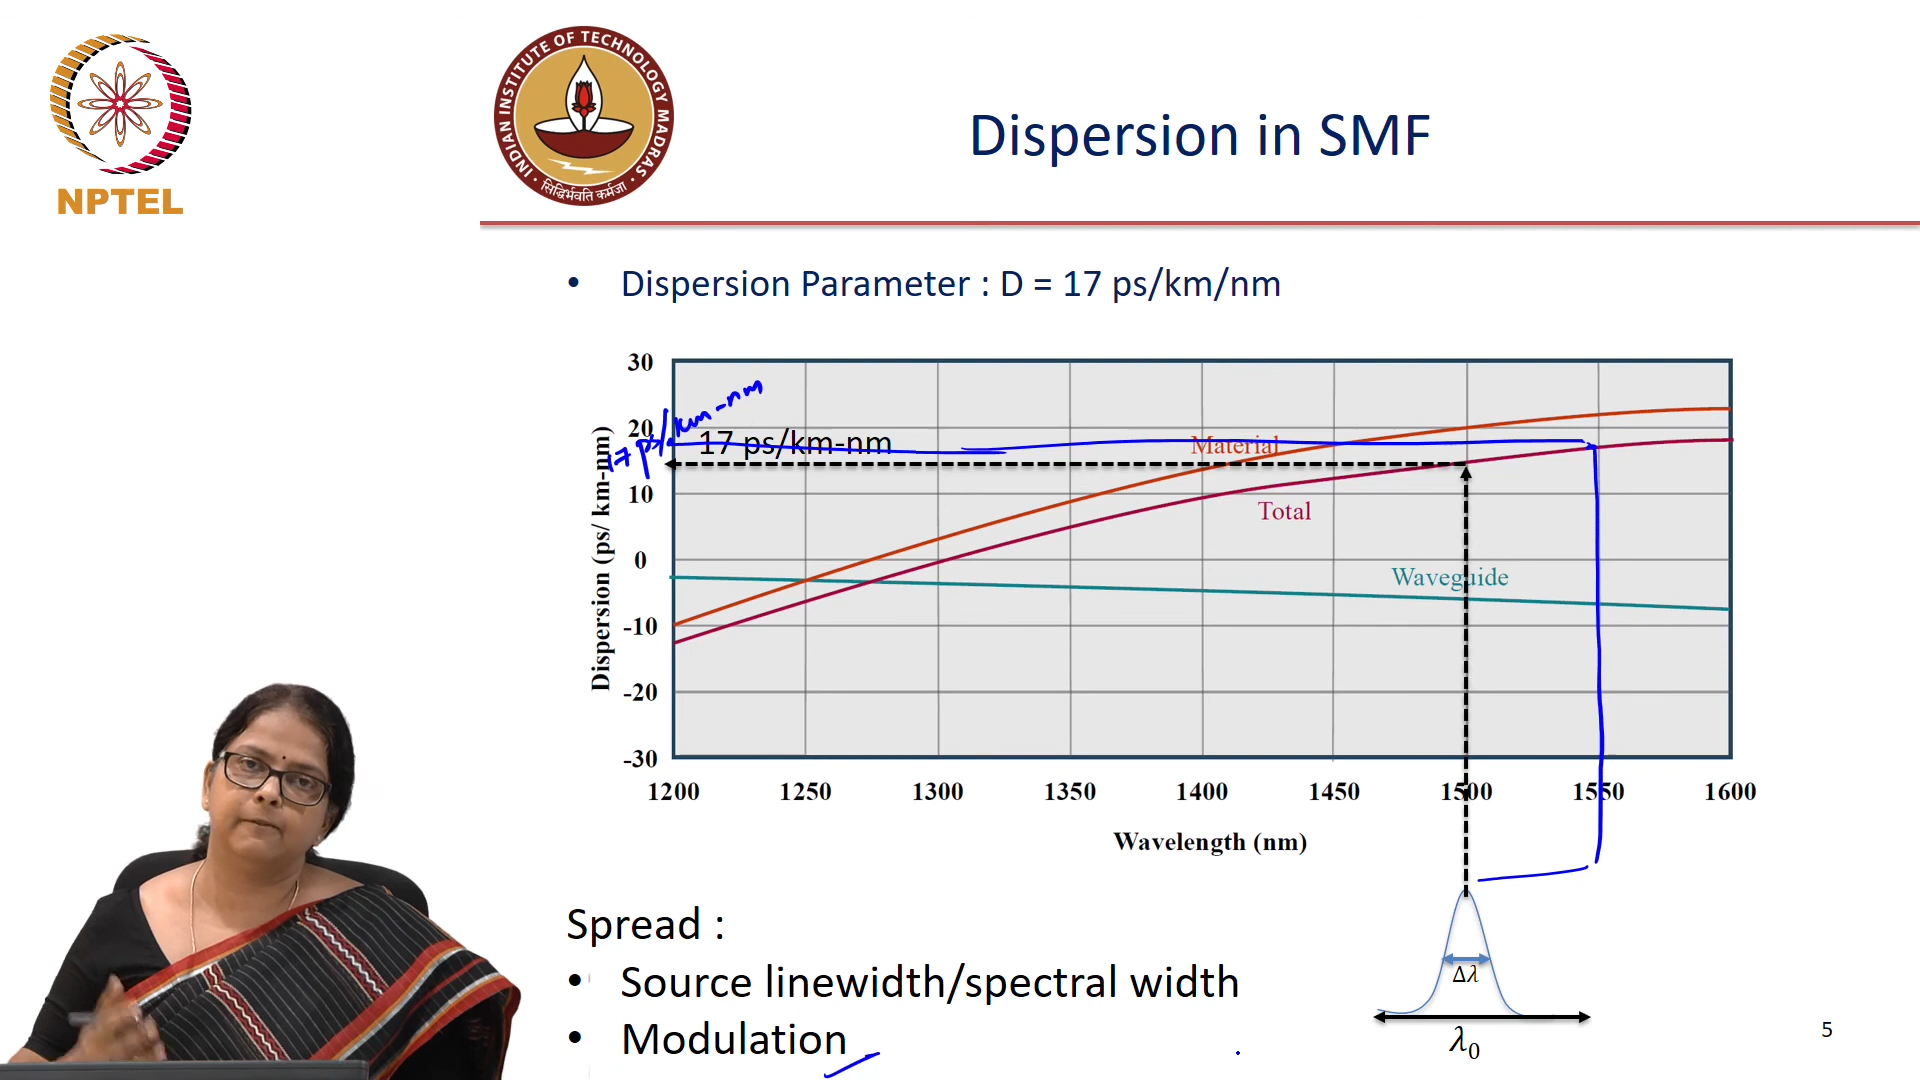 INDIAN INSTITUTE OF TECHNOLOGY MADRAS
सिद्धिर्भवति कर्मजा
NPTEL
Dispersion in SMF
• Dispersion Parameter : D = 17 ps/km/nm
30
20
10
0
-10
-20
-30
Dispersion (ps/ km-nm)
17 ps/km-nm
17 ps/km-nm
Material
Total
Waveguide
1200 1250 1300 1350 1400 1450 1500 1550 1600
Wavelength (nm)
Spread :
• Source linewidth/spectral width
• Modulation
Δλ
λ₀
5